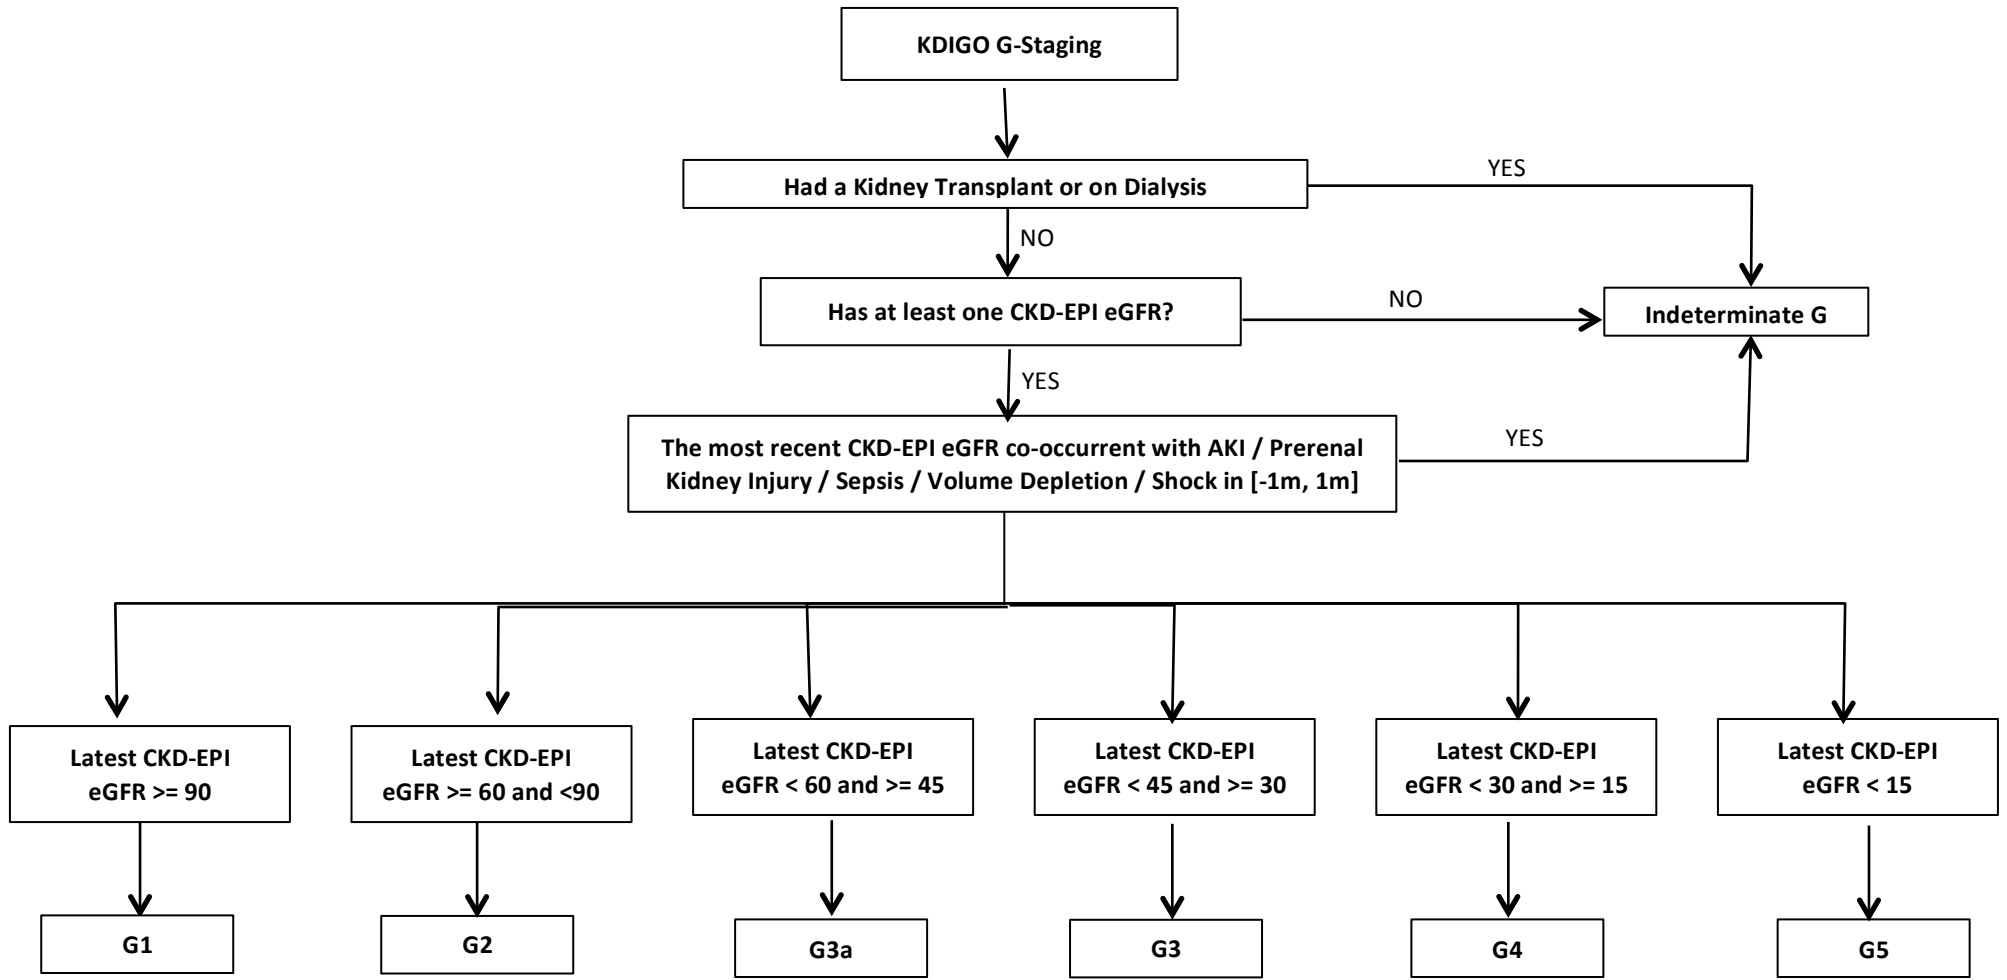 KDIGO G-Staging
Had a Kidney Transplant or on Dialysis
YES
NO
Has at least one CKD-EPI eGFR?
NO
Indeterminate G
YES
The most recent CKD-EPI eGFR co-occurrent with AKI / Prerenal
Kidney Injury / Sepsis / Volume Depletion / Shock in [-1m, 1m]
YES
Latest CKD-EPI
eGFR >= 90
Latest CKD-EPI
eGFR >= 60 and <90
Latest CKD-EPI
eGFR < 60 and >= 45
Latest CKD-EPI
eGFR < 45 and >= 30
Latest CKD-EPI
eGFR < 30 and >= 15
Latest CKD-EPI
eGFR < 15
G1
G2
G3a
G3
G4
G5